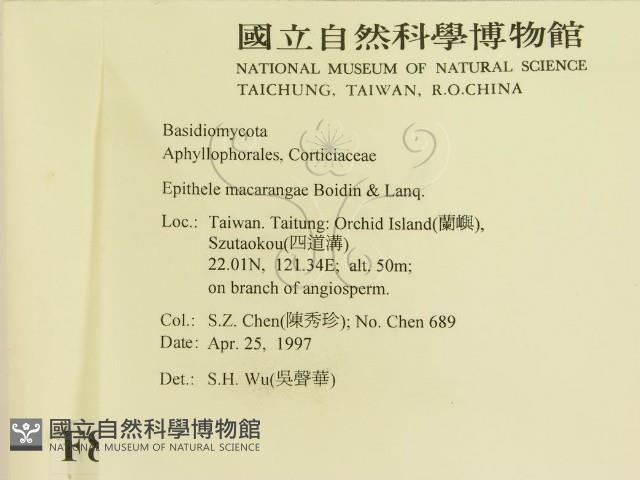 國立自然科學博物館
NATIONAL MUSEUM OF NATURAL SCIENCE
TAICHUNG, TAIWAN, R.O.CHINA
Basidiomycota
Aphyllophorales, Corticiaceae
Epithele macarangae Boidin & Lanq.
Loc.: Taiwan. Taitung: Orchid Island(蘭嶼),
Szutaokou(四道溝)
22.01N, 121.34E; alt. 50m;
on branch of angiosperm.
Col.: S.Z. Chen(陳秀珍); No. Chen 689
Date: Apr. 25, 1997
Det.: S.H. Wu(吳聲華)
國立自然科學博物館
NATIONAL MUSEUM OF NATURAL SCIENCE